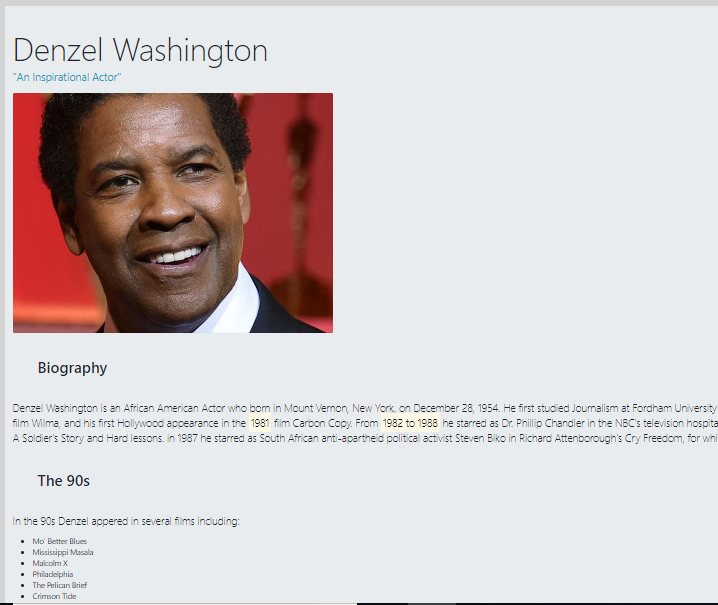 Denzel Washington
"An Inspirational Actor"
Biography
Denzel Washington is an African American Actor who born in Mount Vernon, New York, on December 28, 1954. He first studied Journalism at Fordham University
film Wilma, and his first Hollywood appearance in the 1981 film Carbon Copy. From 1982 to 1988 he starred as Dr. Phillip Chandler in the NBC's television hospita
A Soldier's Story and Hard lessons. in 1987 he starred as South African anti-apartheid political activist Steven Biko in Richard Attenborough's Cry Freedom, for whi
The 90s
In the 90s Denzel appered in several films including:
Mo' Better Blues
Mississippi Masala
Malcolm X
Philadelphia
The Pelican Brief
Crimson Tide